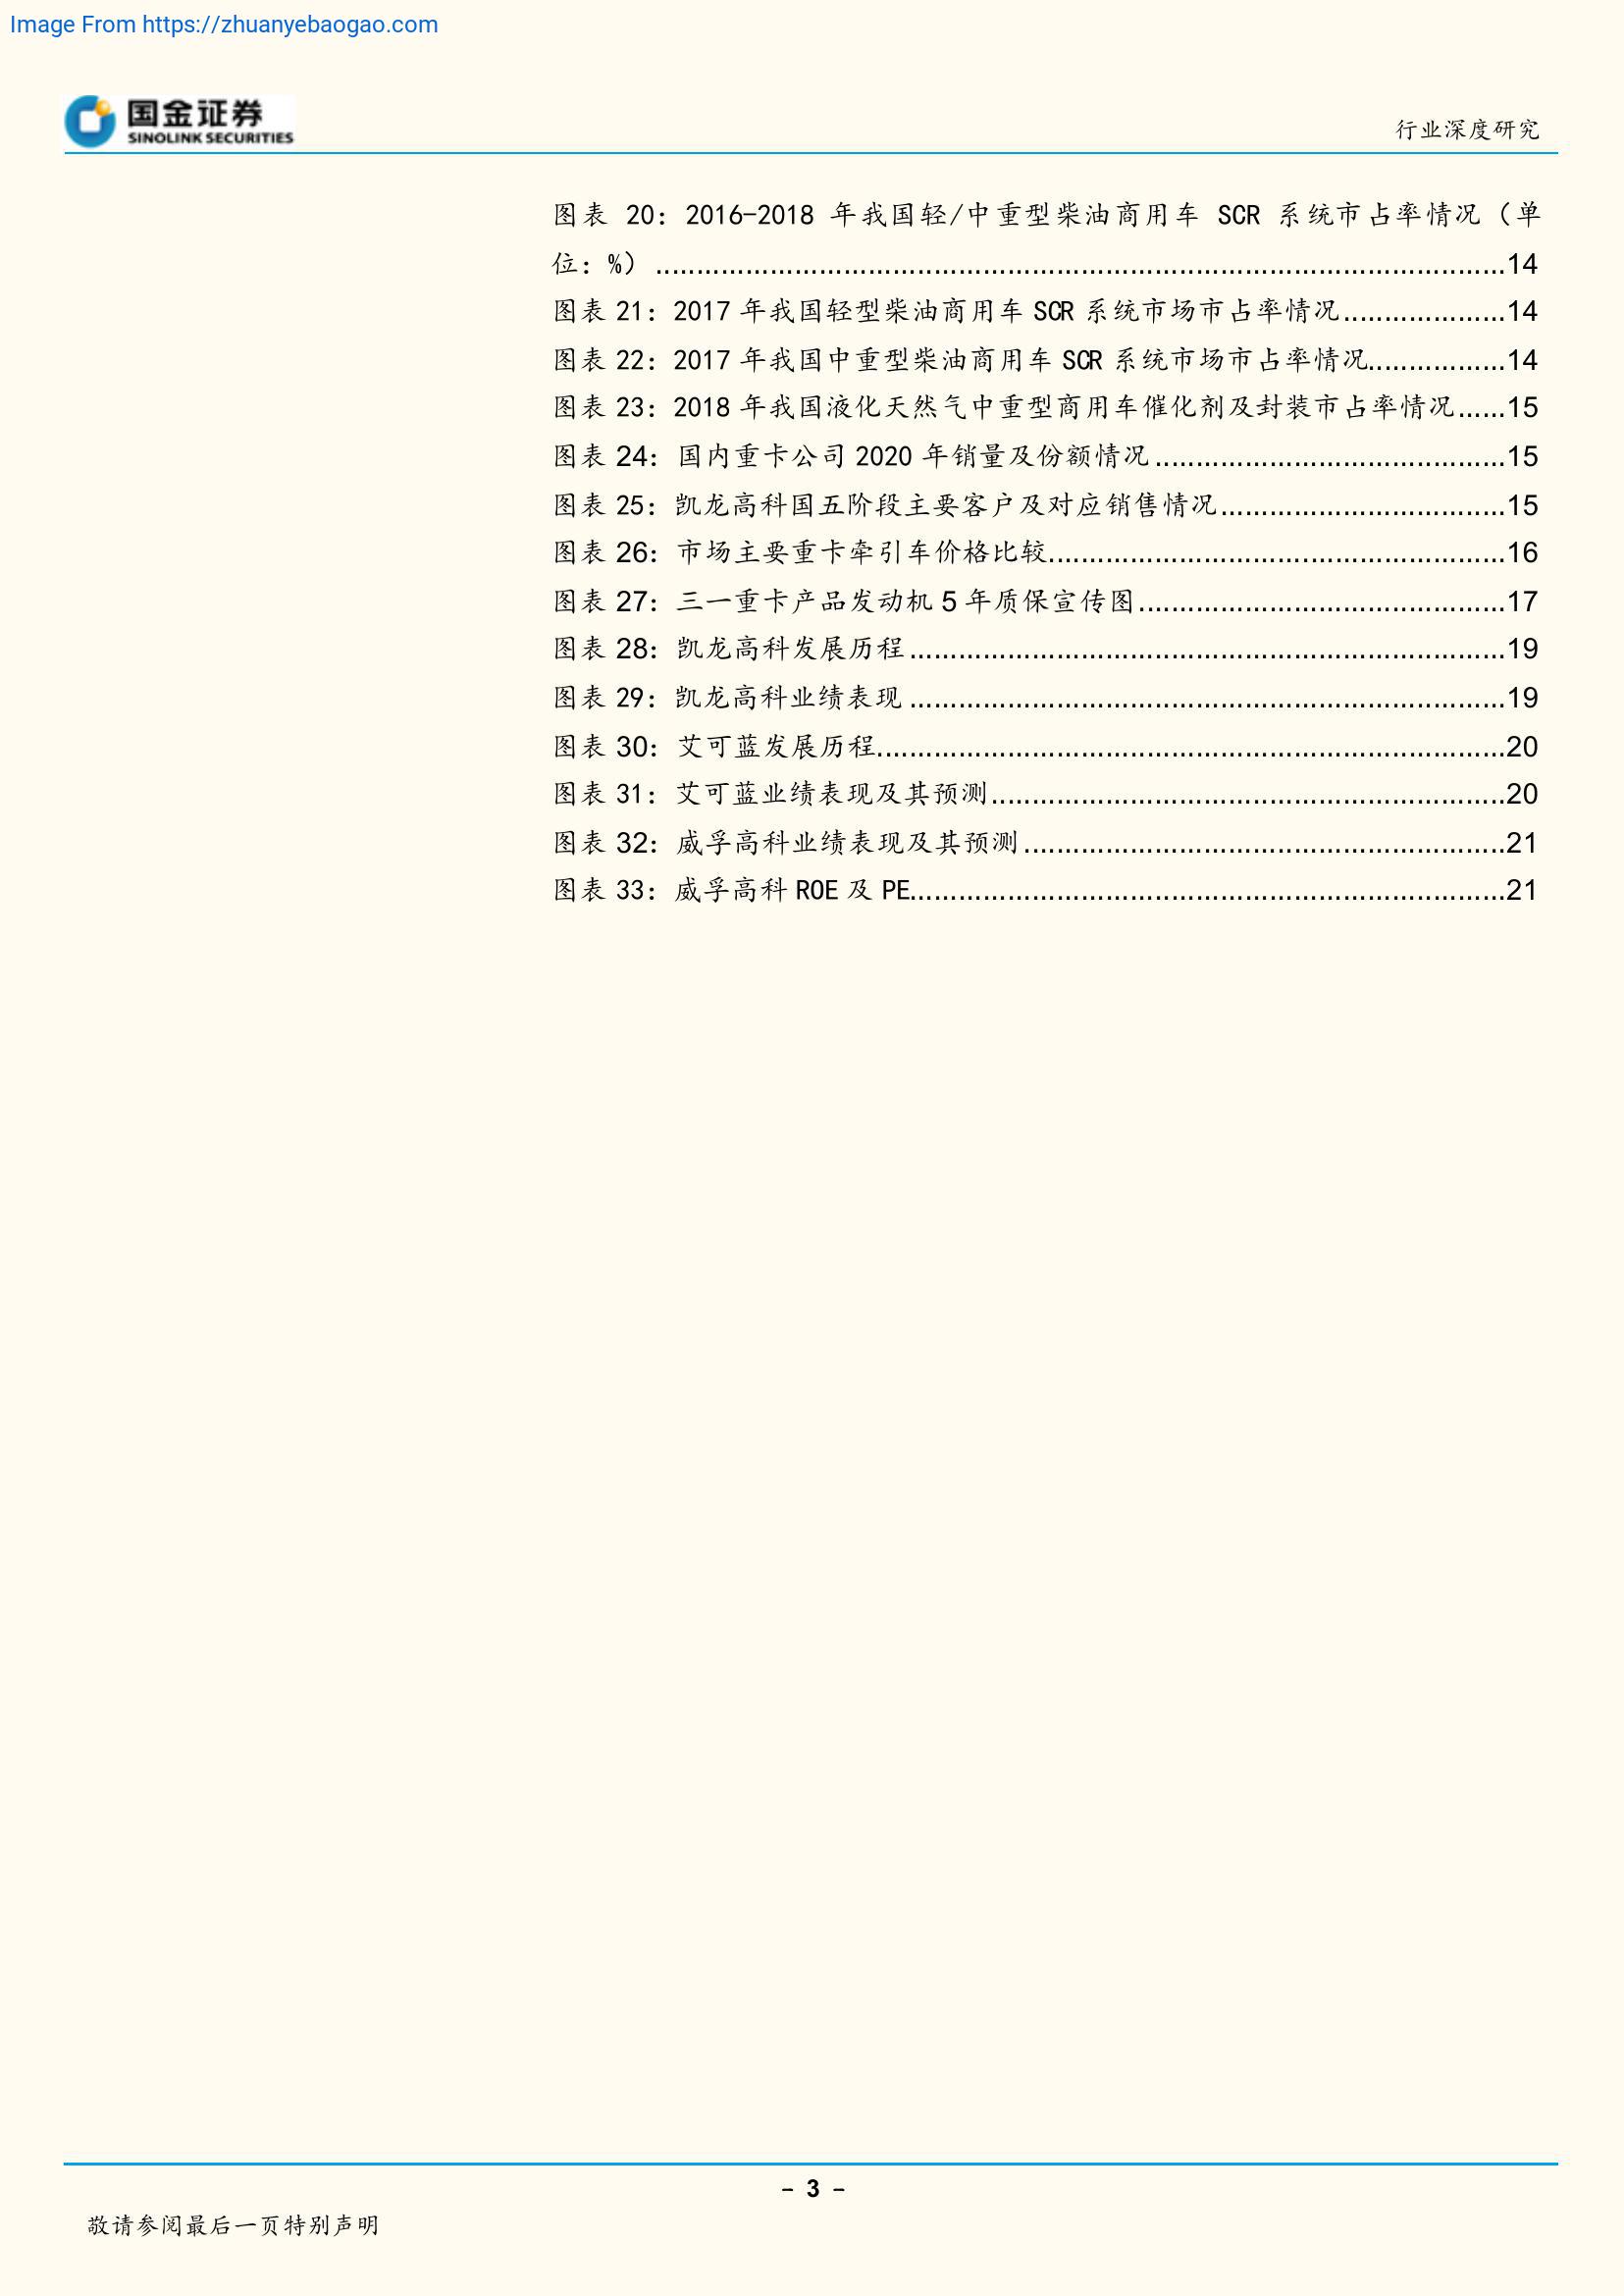 Image From https://zhuanyebaogao.com
国金证券
SINOLINK SECURITIES
行业深度研究
图表 20：2016-2018 年我国轻/中重型柴油商用车 SCR 系统市占率情况（单
位：%）.....................................................................................................14
图表 21：2017 年我国轻型柴油商用车 SCR 系统市场市占率情况....................14
图表 22：2017 年我国中重型柴油商用车 SCR 系统市场市占率情况.................14
图表 23：2018 年我国液化天然气中重型商用车催化剂及封装市占率情况......15
图表 24：国内重卡公司 2020 年销量及份额情况...........................................15
图表 25：凯龙高科国五阶段主要客户及对应销售情况...................................15
图表 26：市场主要重卡牵引车价格比较........................................................16
图表 27：三一重卡产品发动机 5 年质保宣传图.............................................17
图表 28：凯龙高科发展历程.........................................................................19
图表 29：凯龙高科业绩表现.........................................................................19
图表 30：艾可蓝发展历程.............................................................................20
图表 31：艾可蓝业绩表现及其预测...............................................................20
图表 32：威孚高科业绩表现及其预测...........................................................21
图表 33：威孚高科 ROE 及 PE.........................................................................21
- 3 -
敬请参阅最后一页特别声明